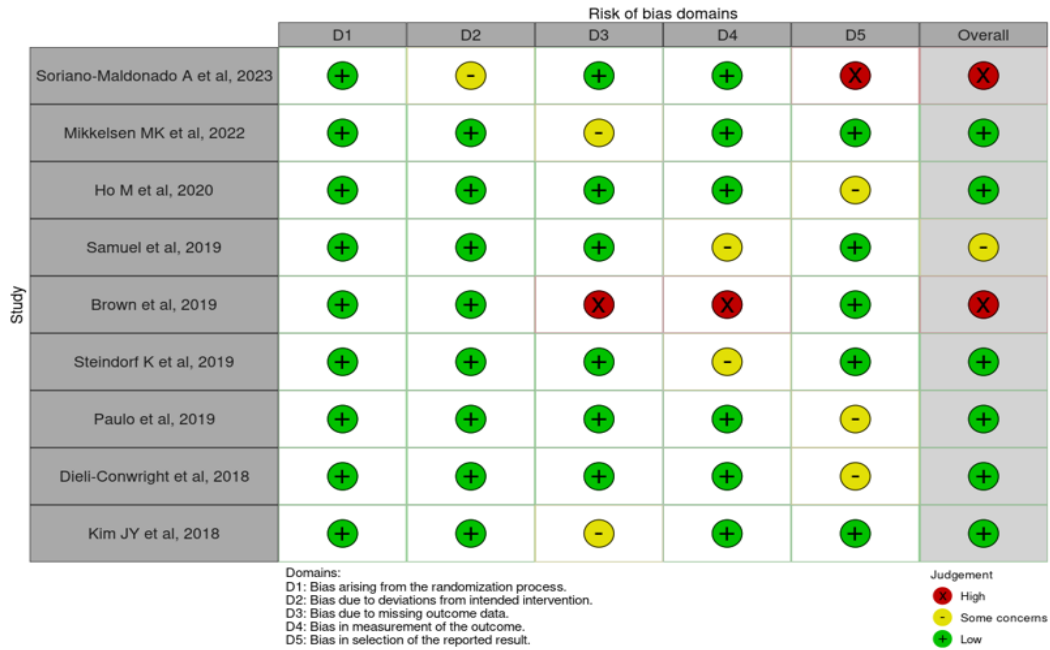 Risk of bias domains
D1 D2 D3 D4 D5 Overall
Study
Soriano-Maldonado A et al, 2023 + - + + X X
Mikkelsen MK et al, 2022 + + - + + +
Ho M et al, 2020 + + + + - +
Samuel et al, 2019 + + + - + -
Brown et al, 2019 + + X X + X
Steindorf K et al, 2019 + + + - + +
Paulo et al, 2019 + + + + - +
Dieli-Conwright et al, 2018 + + + + - +
Kim JY et al, 2018 + + - + + +
Domains:
D1: Bias arising from the randomization process.
D2: Bias due to deviations from intended intervention.
D3: Bias due to missing outcome data.
D4: Bias in measurement of the outcome.
D5: Bias in selection of the reported result.
Judgement
X High
- Some concerns
+ Low